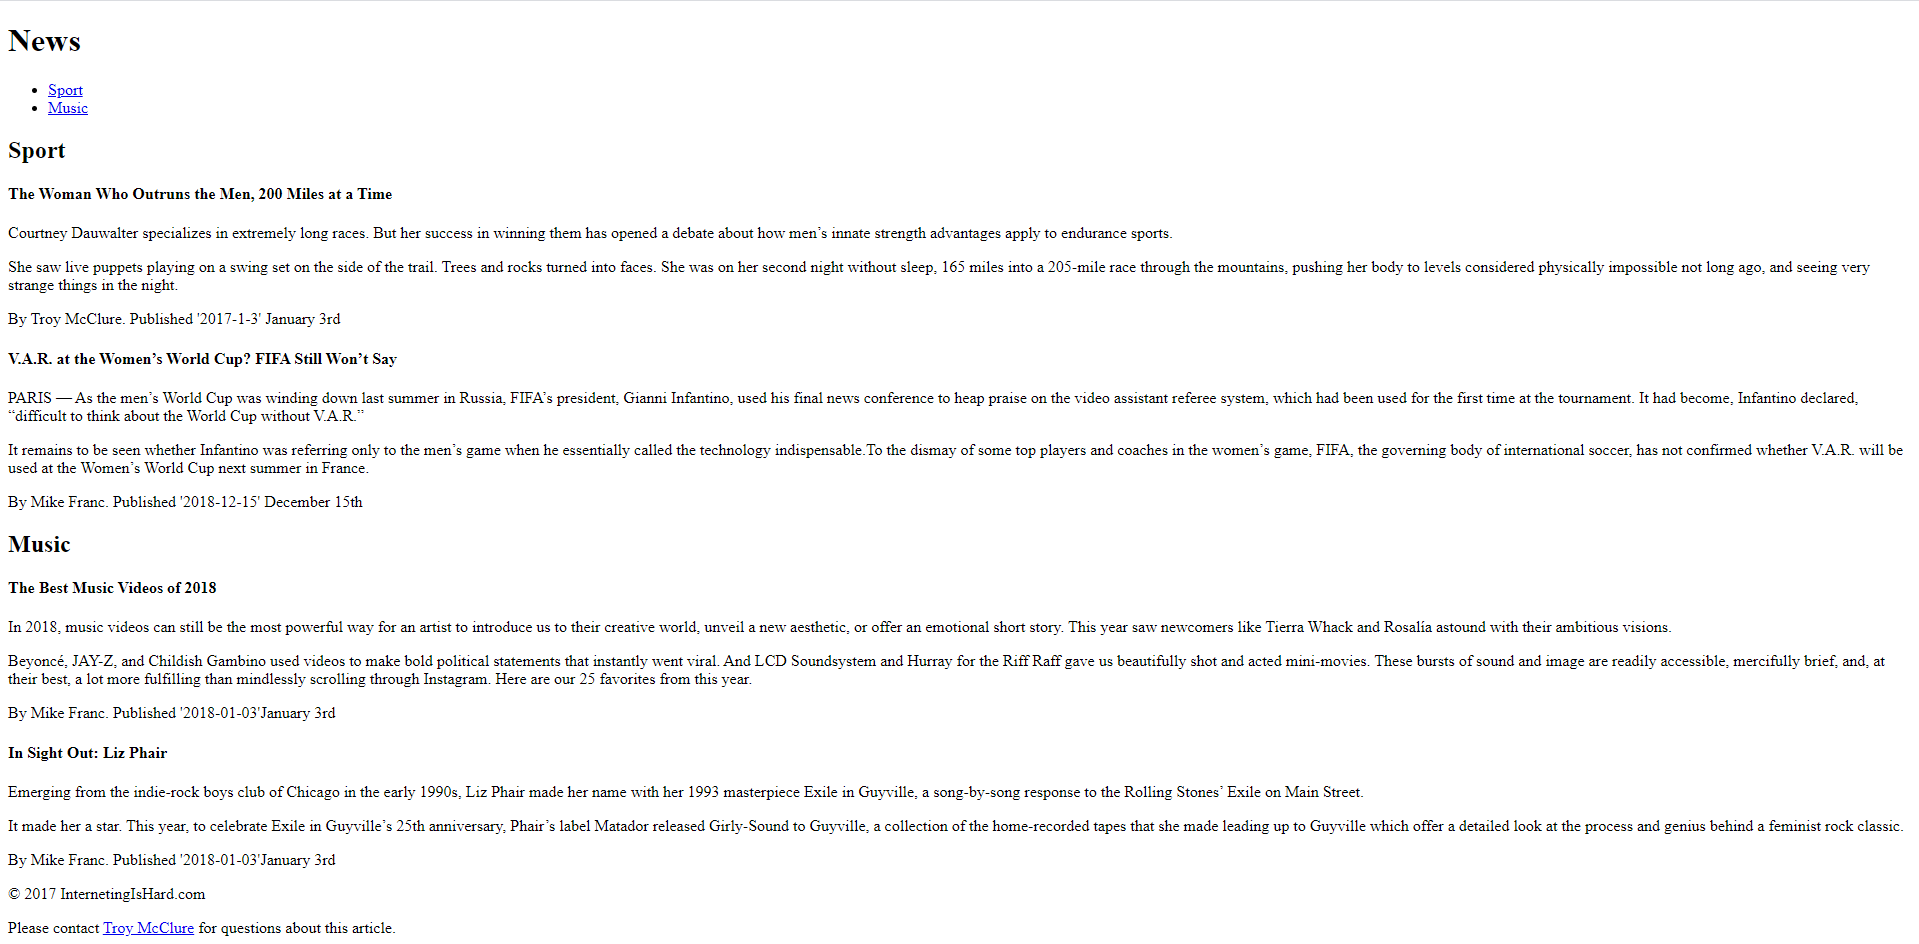 News
Sport
Music
Sport
The Woman Who Outruns the Men, 200 Miles at a Time
Courtney Dauwalter specializes in extremely long races. But her success in winning them has opened a debate about how men’s innate strength advantages apply to endurance sports.
She saw live puppets playing on a swing set on the side of the trail. Trees and rocks turned into faces. She was on her second night without sleep, 165 miles into a 205-mile race through the mountains, pushing her body to levels considered physically impossible not long ago, and seeing very
strange things in the night.
By Troy McClure. Published '2017-1-3' January 3rd
V.A.R. at the Women’s World Cup? FIFA Still Won’t Say
PARIS — As the men’s World Cup was winding down last summer in Russia, FIFA’s president, Gianni Infantino, used his final news conference to heap praise on the video assistant referee system, which had been used for the first time at the tournament. It had become, Infantino declared,
“difficult to think about the World Cup without V.A.R.”
It remains to be seen whether Infantino was referring only to the men’s game when he essentially called the technology indispensable.To the dismay of some top players and coaches in the women’s game, FIFA, the governing body of international soccer, has not confirmed whether V.A.R. will be
used at the Women’s World Cup next summer in France.
By Mike Franc. Published '2018-12-15' December 15th
Music
The Best Music Videos of 2018
In 2018, music videos can still be the most powerful way for an artist to introduce us to their creative world, unveil a new aesthetic, or offer an emotional short story. This year saw newcomers like Tierra Whack and Rosalía astound with their ambitious visions.
Beyoncé, JAY-Z, and Childish Gambino used videos to make bold political statements that instantly went viral. And LCD Soundsystem and Hurray for the Riff Raff gave us beautifully shot and acted mini-movies. These bursts of sound and image are readily accessible, mercifully brief, and, at
their best, a lot more fulfilling than mindlessly scrolling through Instagram. Here are our 25 favorites from this year.
By Mike Franc. Published '2018-01-03'January 3rd
In Sight Out: Liz Phair
Emerging from the indie-rock boys club of Chicago in the early 1990s, Liz Phair made her name with her 1993 masterpiece Exile in Guyville, a song-by-song response to the Rolling Stones’ Exile on Main Street.
It made her a star. This year, to celebrate Exile in Guyville’s 25th anniversary, Phair’s label Matador released Girly-Sound to Guyville, a collection of the home-recorded tapes that she made leading up to Guyville which offer a detailed look at the process and genius behind a feminist rock classic.
By Mike Franc. Published '2018-01-03'January 3rd
© 2017 InternetingIsHard.com
Please contact Troy McClure for questions about this article.